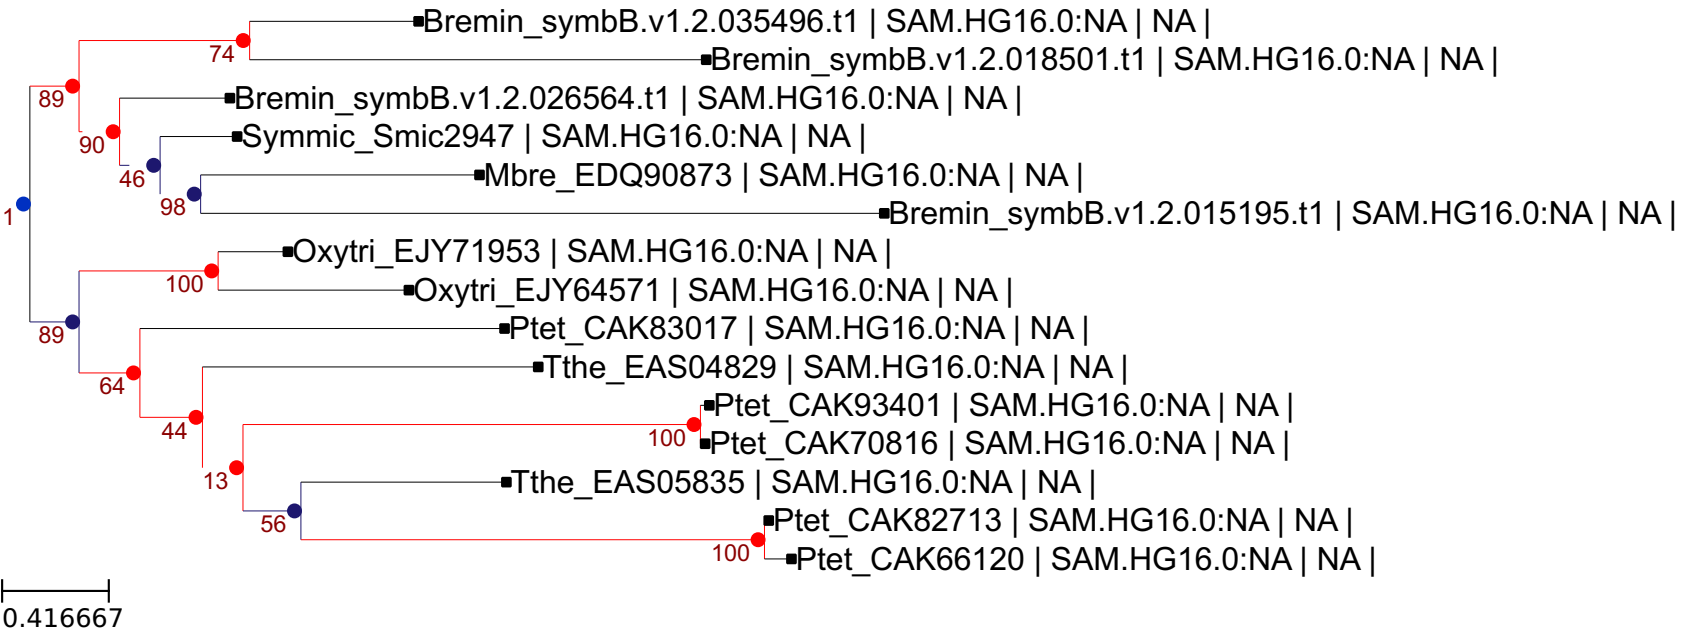 Bremin_symbB.v1.2.035496.t1 | SAM.HG16.0:NA | NA |
74
Bremin_symbB.v1.2.018501.t1 | SAM.HG16.0:NA | NA |
89
Bremin_symbB.v1.2.026564.t1 | SAM.HG16.0:NA | NA |
90
Symmic_Smic2947 | SAM.HG16.0:NA | NA |
46
Mbre_EDQ90873 | SAM.HG16.0:NA | NA |
98
1
Bremin_symbB.v1.2.015195.t1 | SAM.HG16.0:NA | NA |
Oxytri_EJY71953 | SAM.HG16.0:NA | NA |
100
Oxytri_EJY64571 | SAM.HG16.0:NA | NA |
89
Ptet_CAK83017 | SAM.HG16.0:NA | NA |
64
Tthe_EAS04829 | SAM.HG16.0:NA | NA |
44
Ptet_CAK93401 | SAM.HG16.0:NA | NA |
100
Ptet_CAK70816 | SAM.HG16.0:NA | NA |
13
Tthe_EAS05835 | SAM.HG16.0:NA | NA |
56
Ptet_CAK82713 | SAM.HG16.0:NA | NA |
100
Ptet_CAK66120 | SAM.HG16.0:NA | NA |
0.416667